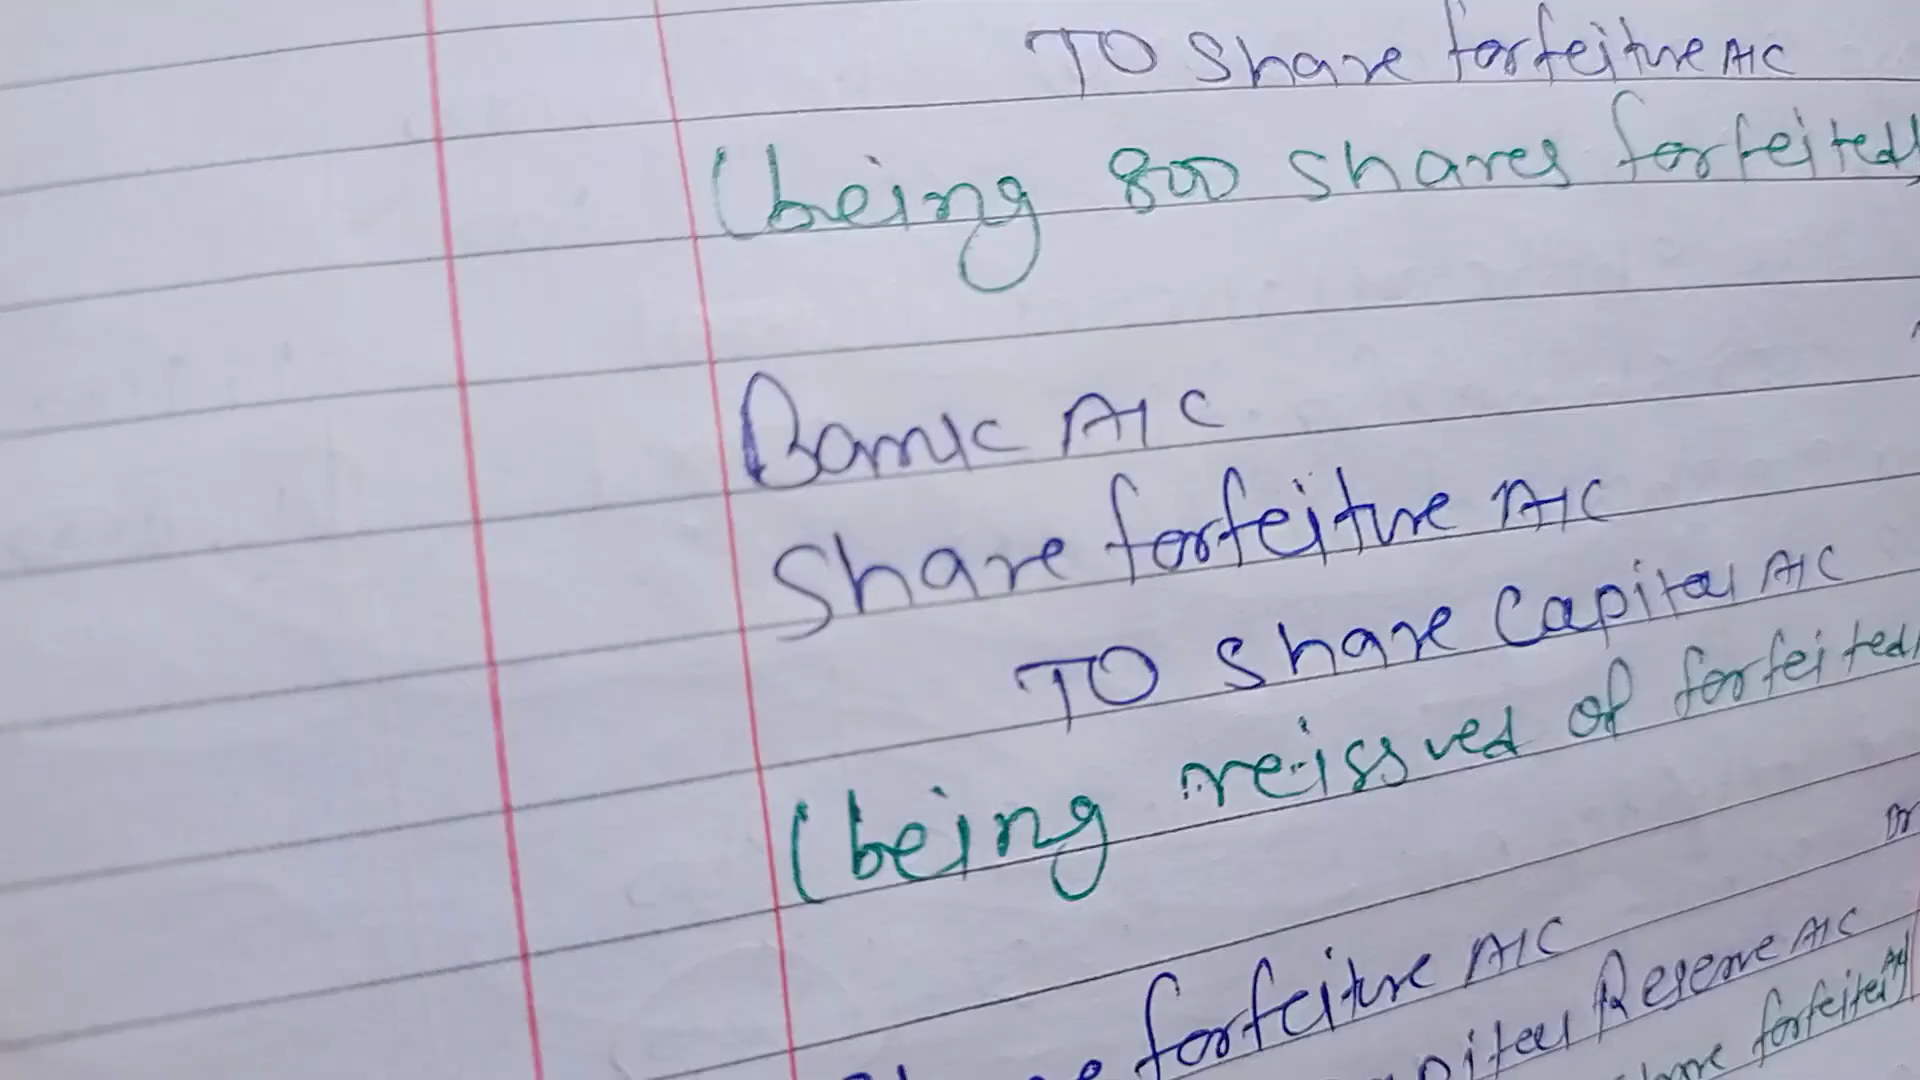 TO Share forfeiture A/C
(being 800 shares forfeited)
Bank A/C
Share forfeiture A/C
TO Share Capital A/C
(being reissued of forfeited
Dr
forfeiture A/C
Reserve A/C
forfeited